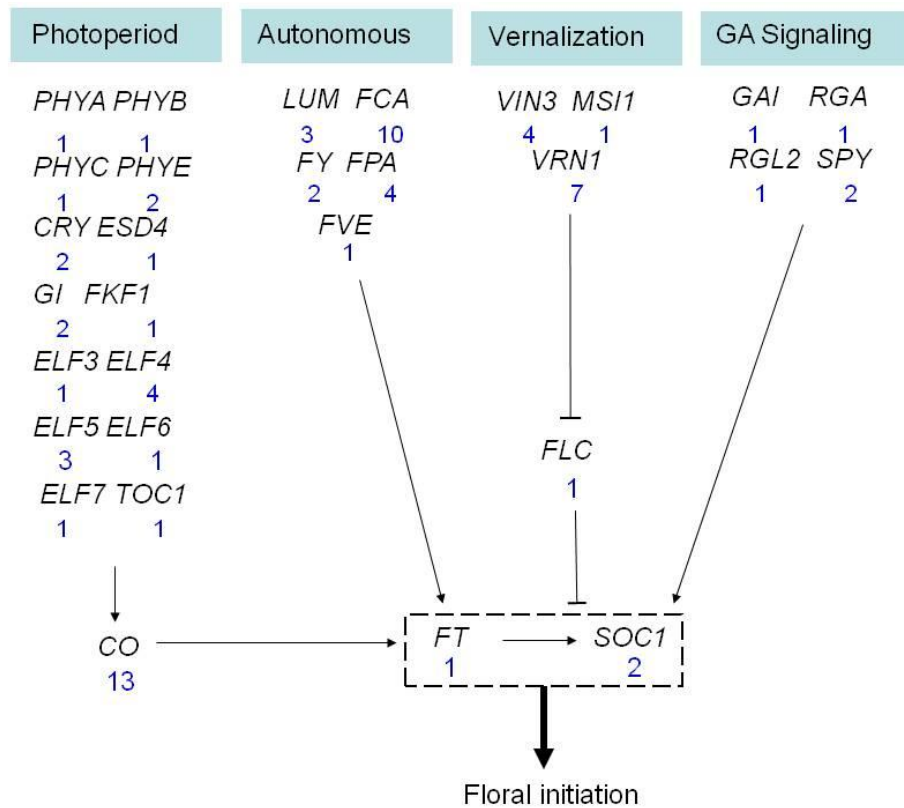 Photoperiod Autonomous Vernalization GA Signaling
PHYA PHYB LUM FCA VIN3 MSI1 GAI RGA
1 1 3 10 4 1 1 1
PHYC PHYE FY FPA VRN1 RGL2 SPY
1 2 2 4 7 1 2
CRY ESD4 FVE
2 1 1
GI FKF1
2 1
ELF3 ELF4
1 4
ELF5 ELF6 FLC
3 1 1
ELF7 TOC1
1 1
CO FT SOC1
13 1 2
Floral initiation